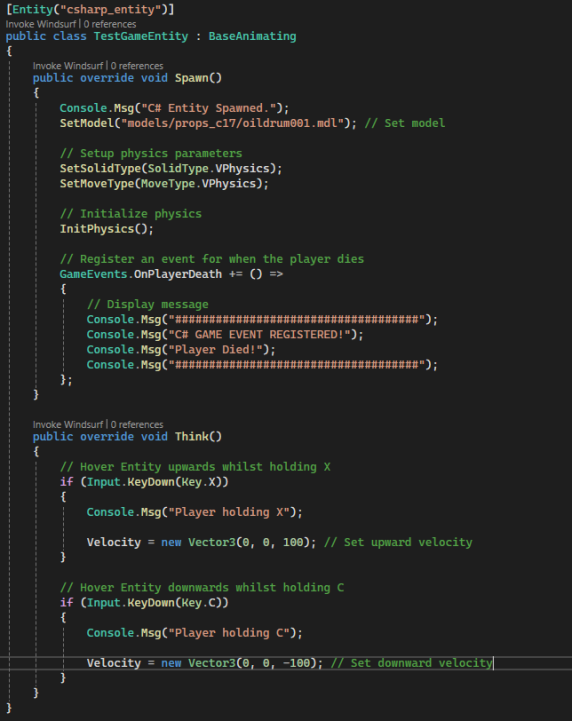 [Entity("csharp_entity")]
Invoke Windsurf | 0 references
public class TestGameEntity : BaseAnimating
{
Invoke Windsurf | 0 references
public override void Spawn()
{
Console.Msg("C# Entity Spawned.");
SetModel("models/props_c17/oildrum001.mdl"); // Set model
// Setup physics parameters
SetSolidType(SolidType.VPhysics);
SetMoveType(MoveType.VPhysics);
// Initialize physics
InitPhysics();
// Register an event for when the player dies
GameEvents.OnPlayerDeath += () =>
{
// Display message
Console.Msg("####################################");
Console.Msg("C# GAME EVENT REGISTERED!");
Console.Msg("Player Died!");
Console.Msg("####################################");
};
}
Invoke Windsurf | 0 references
public override void Think()
{
// Hover Entity upwards whilst holding X
if (Input.KeyDown(Key.X))
{
Console.Msg("Player holding X");
Velocity = new Vector3(0, 0, 100); // Set upward velocity
}
// Hover Entity downwards whilst holding C
if (Input.KeyDown(Key.C))
{
Console.Msg("Player holding C");
Velocity = new Vector3(0, 0, -100); // Set downward velocity
}
}
}